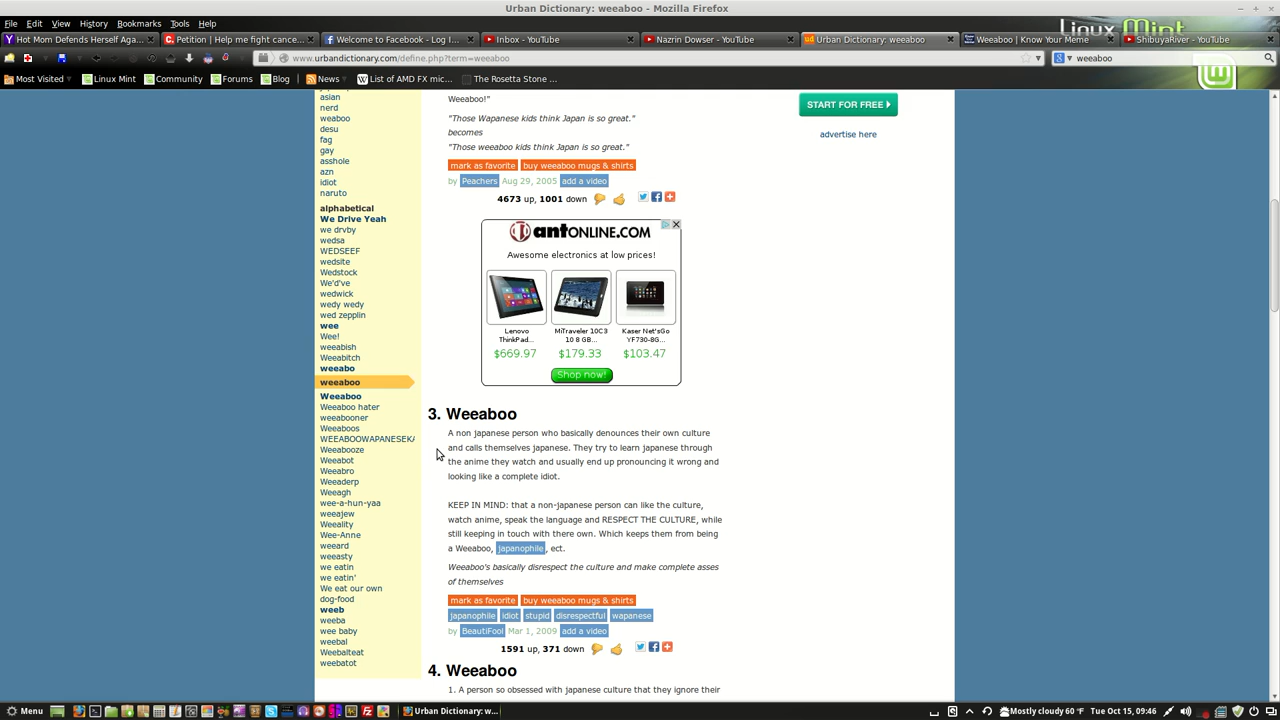 Urban Dictionary: weeaboo - Mozilla Firefox
File Edit View History Bookmarks Tools Help
Linux Mint
Hot Mom Defends Herself Aga...
Petition | Help me fight cance...
Welcome to Facebook - Log I...
Inbox - YouTube
Nazrin Dowser - YouTube
Urban Dictionary: weeaboo
Weeaboo | Know Your Meme
ShibuyaRiver - YouTube
www.urbandictionary.com/define.php?term=weeaboo
weeaboo
Most Visited
Linux Mint
Community
Forums
Blog
News
List of AMD FX mic...
The Rosetta Stone ...
asian
nerd
weaboo
desu
fag
gay
asshole
azn
idiot
naruto
alphabetical
We Drive Yeah
we drvby
wedsa
WEDSEEF
wedsite
Wedstock
We'd've
wedwick
wedy wedy
wed zepplin
wee
Wee!
weeabish
Weeabitch
weeabo
weeaboo
Weeaboo
Weeaboo hater
weeabooner
Weeaboos
WEEABOOWAPANESEKA
Weeabooze
Weeabot
Weeabro
Weeaderp
Weeagh
wee-a-hun-yaa
weeajew
Weeality
Wee-Anne
weeard
weeasty
we eatin
we eatin'
We eat our own
dog-food
weeb
weeba
wee baby
weebal
Weebalteat
weebatot
Weeaboo!"
"Those Wapanese kids think Japan is so great."
becomes
"Those weeaboo kids think Japan is so great."
mark as favorite buy weeaboo mugs & shirts
by Peachers Aug 29, 2005 add a video
4673 up, 1001 down
antONLINE.COM
Awesome electronics at low prices!
Lenovo
ThinkPad...
$669.97
MiTraveler 10C3
10 8 GB...
$179.33
Kaser Net'sGo
YF730-8G...
$103.47
Shop now!
3. Weeaboo
A non japanese person who basically denounces their own culture
and calls themselves japanese. They try to learn japanese through
the anime they watch and usually end up pronouncing it wrong and
looking like a complete idiot.
KEEP IN MIND: that a non-japanese person can like the culture,
watch anime, speak the language and RESPECT THE CULTURE, while
still keeping in touch with there own. Which keeps them from being
a Weeaboo, japanophile, ect.
Weeaboo's basically disrespect the culture and make complete asses
of themselves
mark as favorite buy weeaboo mugs & shirts
japanophile idiot stupid disrespectful wapanese
by BeautiFool Mar 1, 2009 add a video
1591 up, 371 down
4. Weeaboo
1. A person so obsessed with japanese culture that they ignore their
START FOR FREE
advertise here
Menu
Urban Dictionary: w...
Mostly cloudy 60 °F
Tue Oct 15, 09:46